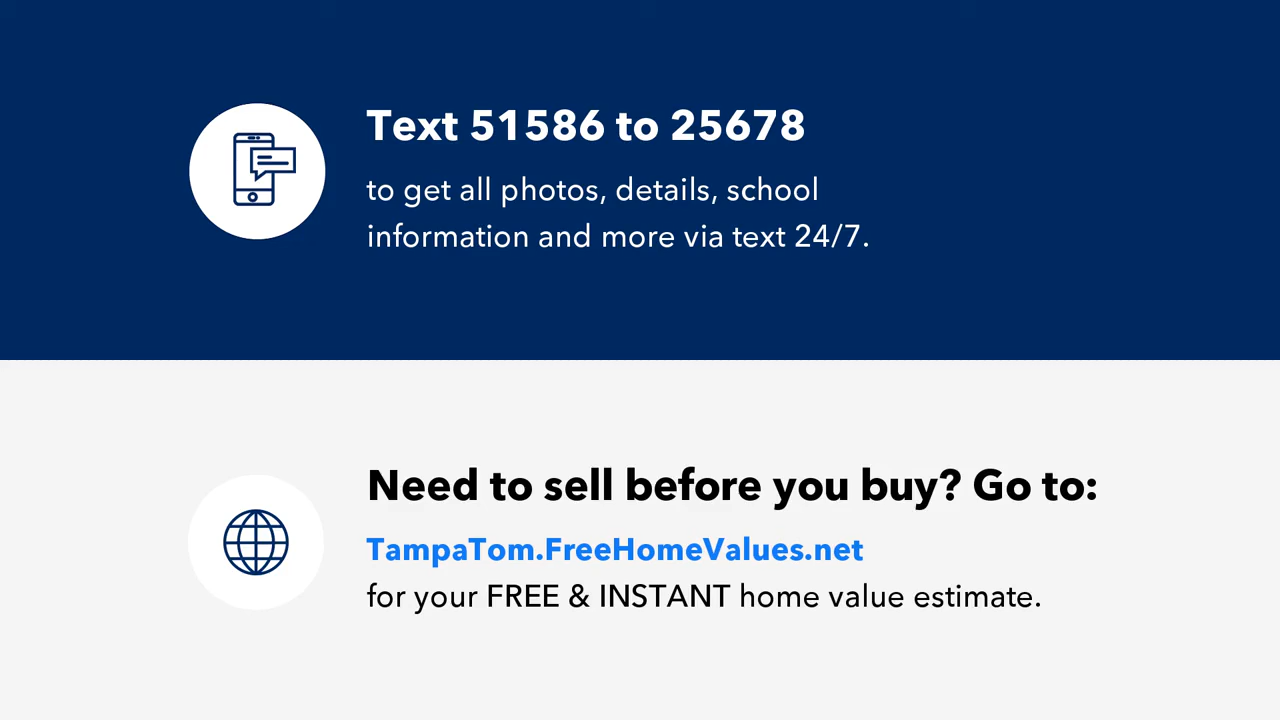 Text 51586 to 25678
to get all photos, details, school
information and more via text 24/7.
Need to sell before you buy? Go to:
TampaTom.FreeHomeValues.net
for your FREE & INSTANT home value estimate.